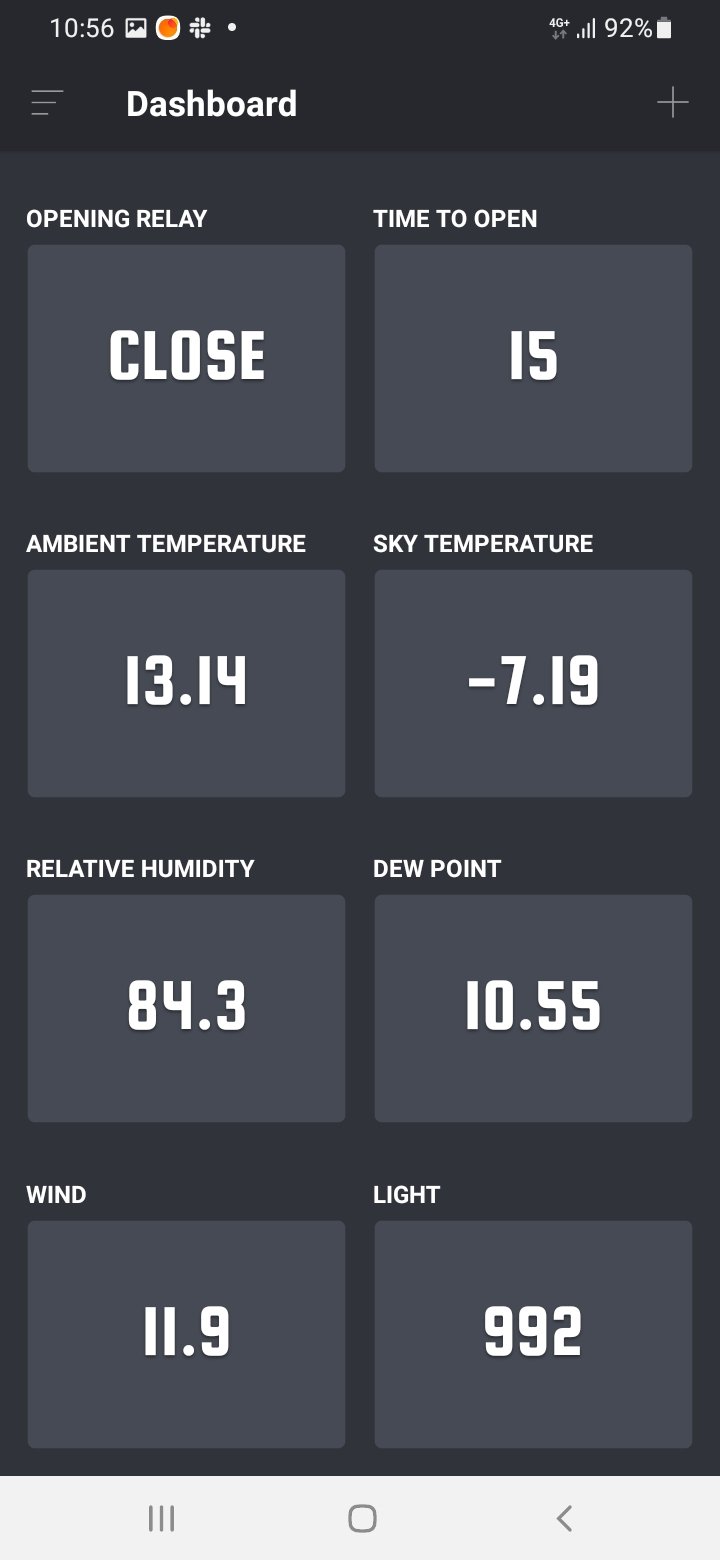 10:56 4G+ 92%
Dashboard
OPENING RELAY TIME TO OPEN
CLOSE 15
AMBIENT TEMPERATURE SKY TEMPERATURE
13.14 -7.19
RELATIVE HUMIDITY DEW POINT
84.3 10.55
WIND LIGHT
11.9 992